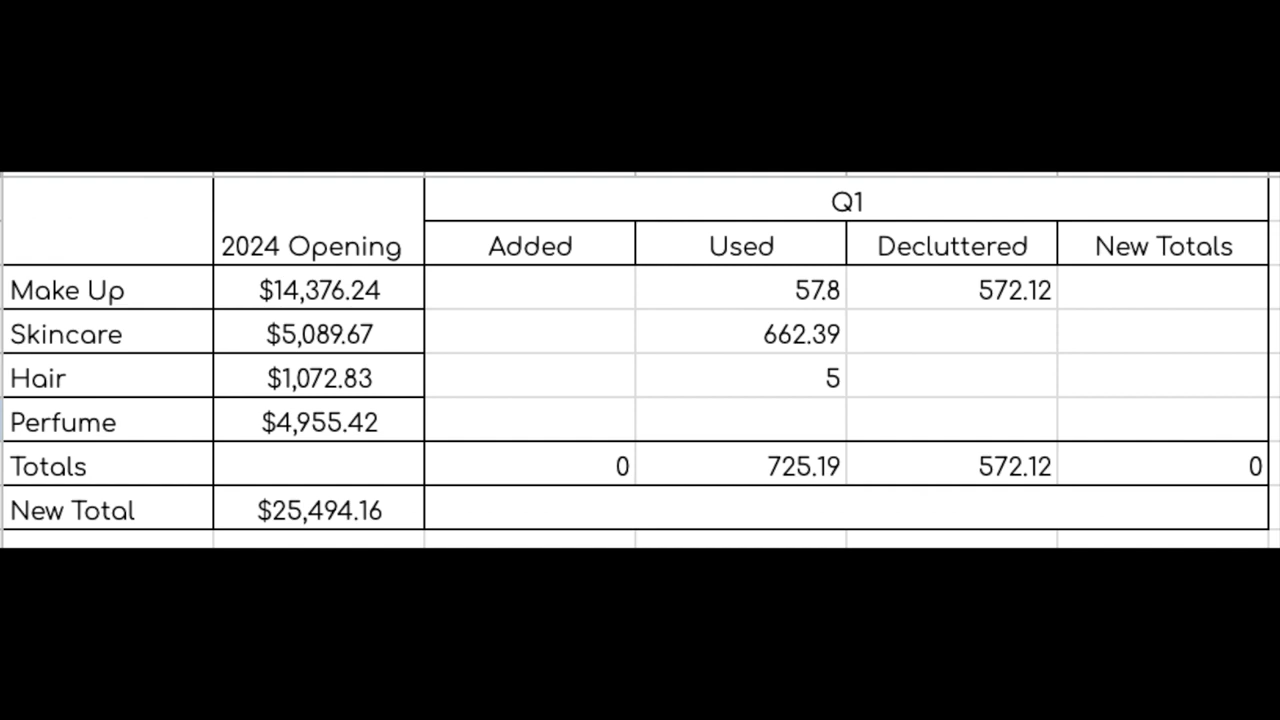 Q1
2024 Opening Added Used Decluttered New Totals
Make Up $14,376.24 57.8 572.12
Skincare $5,089.67 662.39
Hair $1,072.83 5
Perfume $4,955.42
Totals 0 725.19 572.12 0
New Total $25,494.16